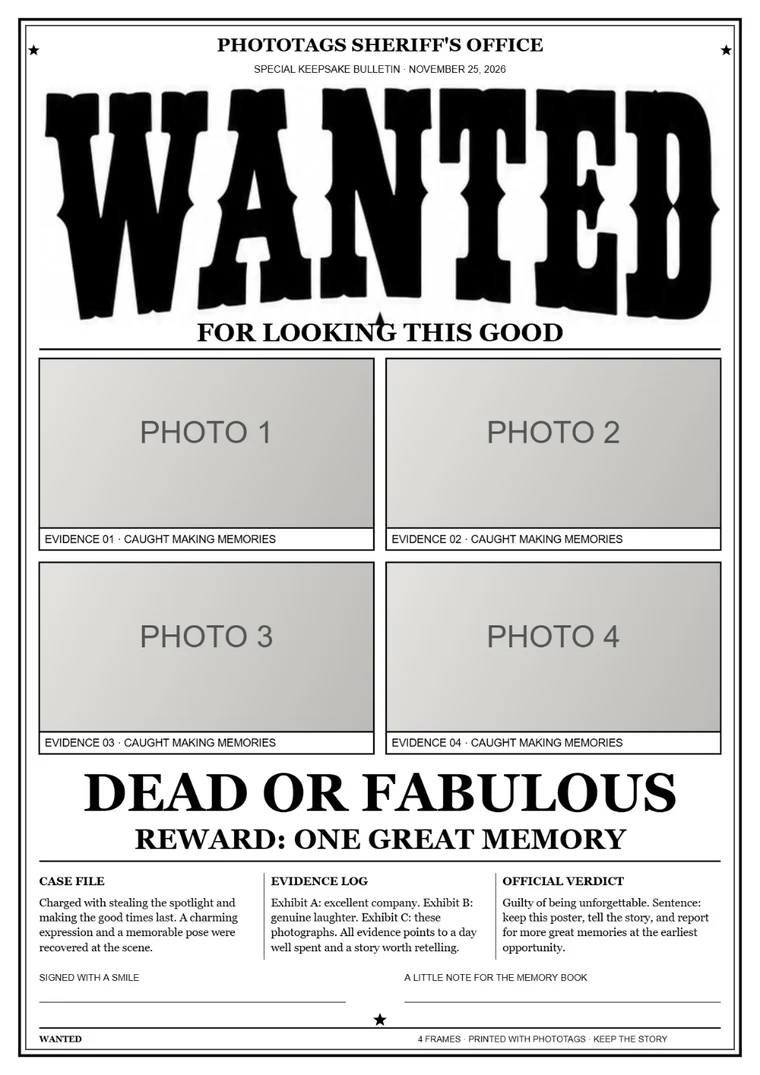 PHOTOTAGS SHERIFF'S OFFICE
SPECIAL KEEPSAKE BULLETIN · NOVEMBER 25, 2026
WANTED
FOR LOOKING THIS GOOD
PHOTO 1
EVIDENCE 01 · CAUGHT MAKING MEMORIES
PHOTO 2
EVIDENCE 02 · CAUGHT MAKING MEMORIES
PHOTO 3
EVIDENCE 03 · CAUGHT MAKING MEMORIES
PHOTO 4
EVIDENCE 04 · CAUGHT MAKING MEMORIES
DEAD OR FABULOUS
REWARD: ONE GREAT MEMORY
CASE FILE
Charged with stealing the spotlight and
making the good times last. A charming
expression and a memorable pose were
recovered at the scene.
EVIDENCE LOG
Exhibit A: excellent company. Exhibit B:
genuine laughter. Exhibit C: these
photographs. All evidence points to a day
well spent and a story worth retelling.
OFFICIAL VERDICT
Guilty of being unforgettable. Sentence:
keep this poster, tell the story, and report
for more great memories at the earliest
opportunity.
SIGNED WITH A SMILE
A LITTLE NOTE FOR THE MEMORY BOOK
WANTED
4 FRAMES · PRINTED WITH PHOTOTAGS · KEEP THE STORY